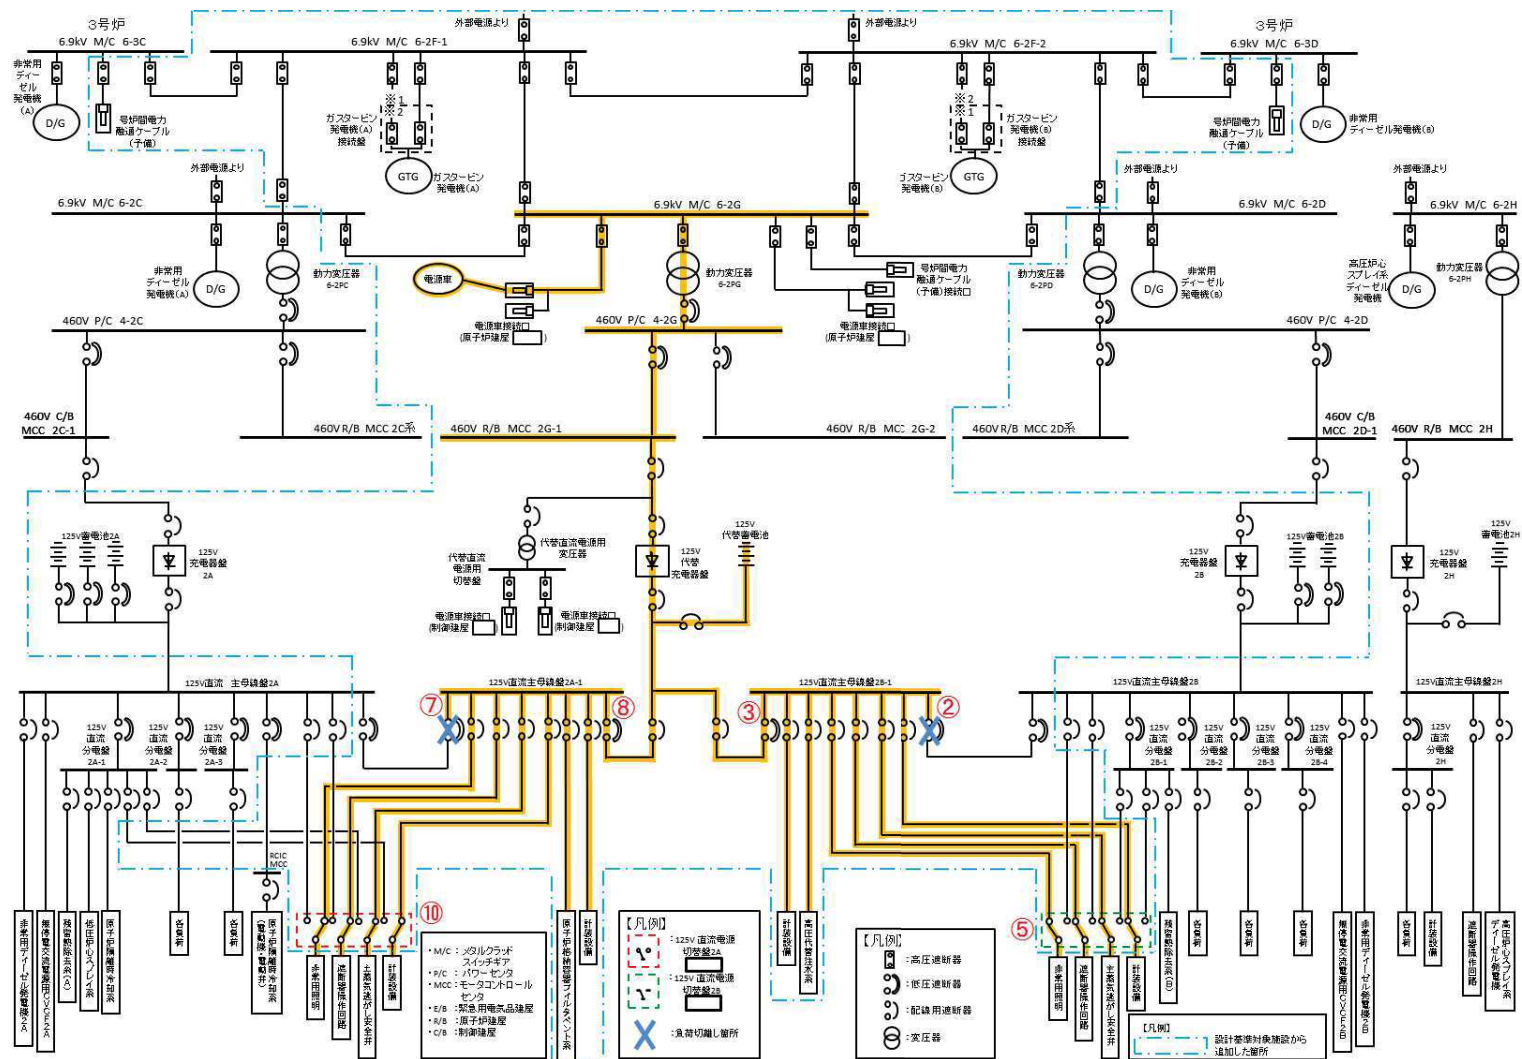 3号炉
6.9kV M/C 6-3C
6.9kV M/C 6-2F-1
外部電源より
外部電源より
6.9kV M/C 6-2F-2
3号炉
6.9kV M/C 6-3D
非常用
ディー
ゼル
発電機
(A)
D/G
号炉間電力
融通ケーブル
(予備)
※1
※2
ガスタービン
発電機(A)
接続盤
GTG
ガスタービン
発電機(A)
ガスタービン
発電機(B)
接続盤
※2
※1
ガスタービン
発電機(B)
GTG
号炉間電力
融通ケーブル
(予備)
D/G
非常用
ディーゼル発電機(B)
外部電源より
6.9kV M/C 6-2C
6.9kV M/C 6-2G
外部電源より
6.9kV M/C 6-2D
外部電源より
6.9kV M/C 6-2H
非常用
ディーゼル
発電機(A)
D/G
動力変圧器
6-2PC
電源車
動力変圧器
6-2PG
号炉間電力
融通ケーブル
(予備)接続口
動力変圧器
6-2PD
D/G
非常用
ディーゼル
発電機(B)
高圧炉心
スプレイ系
ディーゼル
発電機
D/G
動力変圧器
6-2PH
電源車接続口
(原子炉建屋 )
電源車接続口
(原子炉建屋 )
460V P/C 4-2C
460V P/C 4-2G
460V P/C 4-2D
460V C/B
MCC 2C-1
460V R/B MCC 2C系
460V R/B MCC 2G-1
460V R/B MCC 2G-2
460V R/B MCC 2D系
460V C/B
MCC 2D-1
460V R/B MCC 2H
125V蓄電池2A
125V
充電器盤
2A
代替直流電源用
変圧器
代替直流
電源用
切替盤
電源車接続口
(制御建屋 )
電源車接続口
(制御建屋 )
125V
代替
充電器盤
125V
代替蓄電池
125V
充電器盤
2B
125V蓄電池2B
125V
充電器盤
2H
125V
蓄電池2H
125V直流 主母線盤2A
125V直流主母線盤2A-1
125V直流主母線盤2B-1
125V直流主母線盤2B
125V直流主母線盤2H
⑦
⑧
③
②
125V
直流
分電盤
2A-1
125V
直流
分電盤
2A-2
125V
直流
分電盤
2A-3
125V
直流
分電盤
2B-1
125V
直流
分電盤
2B-2
125V
直流
分電盤
2B-3
125V
直流
分電盤
2B-4
125V
直流
分電盤
2H
RCIC
MCC
⑩
⑤
非常用ディーゼル発電機2A
無停電交流電源用CVCF2A
残留熱除去系(A)
低圧炉心スプレイ系
原子炉隔離時冷却系
各負荷
各負荷
原子炉隔離時冷却系
(電動機・電動弁)
非常用照明
遮断器操作回路
主蒸気逃がし安全弁
計装設備
原子炉格納容器フィルタベント系
計装設備
計装設備
高圧代替注水系
非常用照明
遮断器操作回路
主蒸気逃がし安全弁
計装設備
残留熱除去系(B)
各負荷
各負荷
各負荷
無停電交流電源用CVCF2B
非常用ディーゼル発電機2B
各負荷
計装設備
遮断器操作回路
高圧炉心スプレイ系
ディーゼル発電機
・M/C : メタルクラッド
スイッチギア
・P/C : パワーセンタ
・MCC : モータコントロール
センタ
・E/B : 緊急用電気品建屋
・R/B : 原子炉建屋
・C/B : 制御建屋
【凡例】
: 125V 直流電源
切替盤2A
: 125V 直流電源
切替盤2B
: 負荷切離し箇所
【凡例】
: 高圧遮断器
: 低圧遮断器
: 配線用遮断器
: 変圧器
【凡例】
設計基準対象施設から
追加した箇所